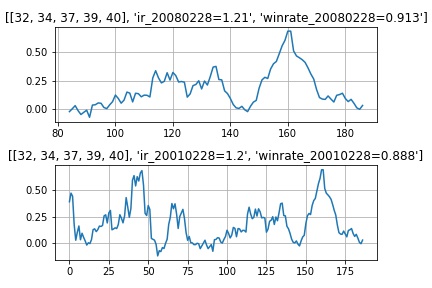 [[32, 34, 37, 39, 40], 'ir_20080228=1.21', 'winrate_20080228=0.913']
0.50
0.25
0.00
80 100 120 140 160 180
[[32, 34, 37, 39, 40], 'ir_20010228=1.2', 'winrate_20010228=0.888']
0.50
0.25
0.00
0 25 50 75 100 125 150 175